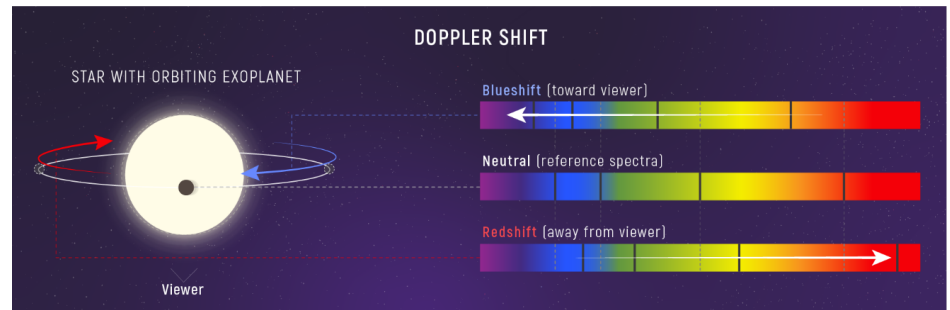 DOPPLER SHIFT
STAR WITH ORBITING EXOPLANET
Blueshift (toward viewer)
Neutral (reference spectra)
Redshift (away from viewer)
Viewer